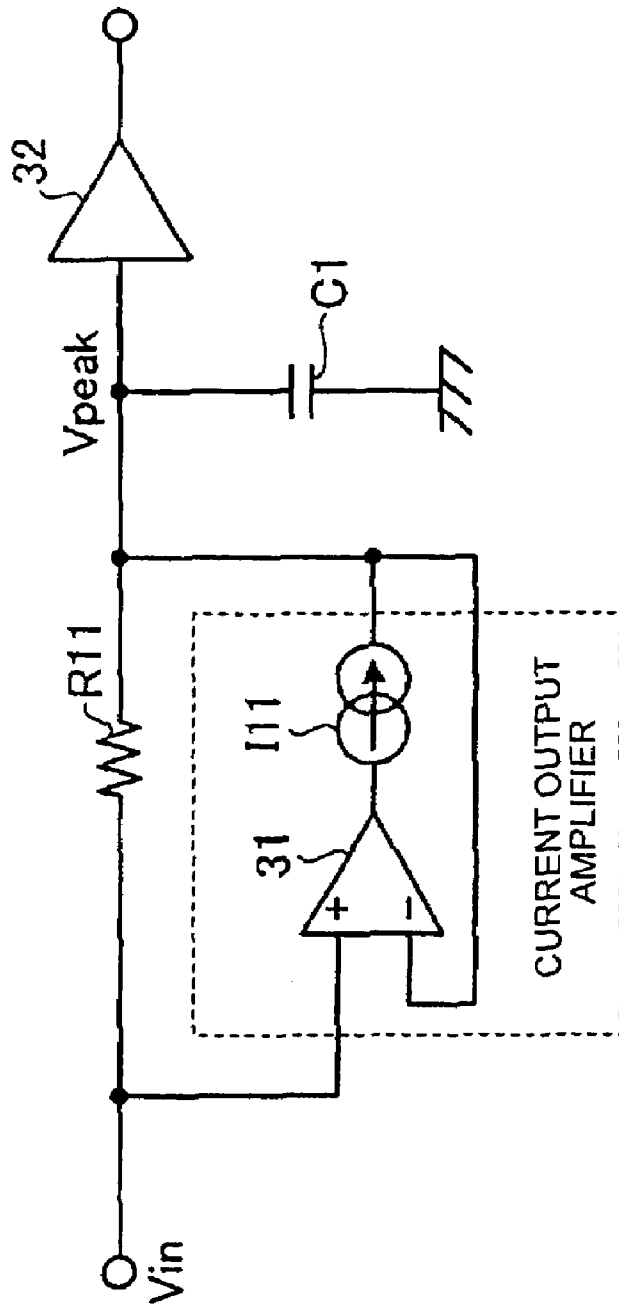 Vin
R11
Vpeak
32
C1
31
+
−
I11
CURRENT OUTPUT
AMPLIFIER